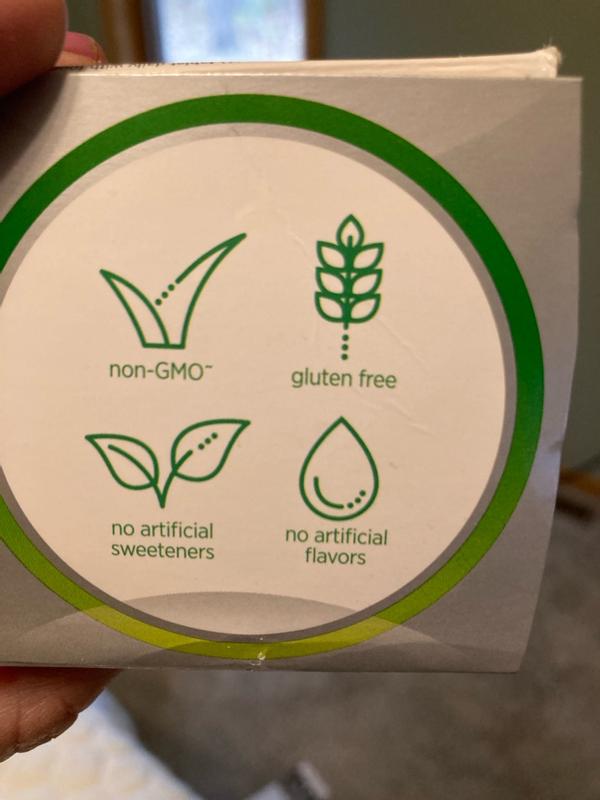 non-GMO~
gluten free
no artificial
sweeteners
no artificial
flavors